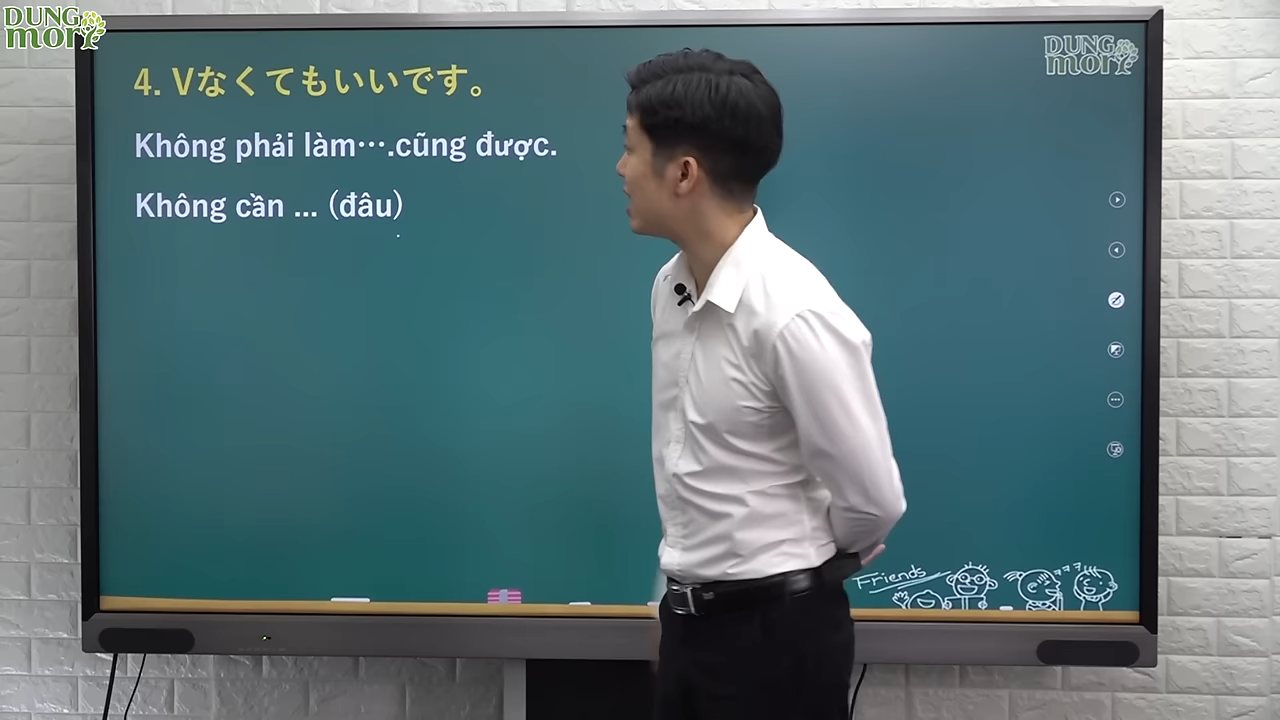 DUNG
mori
DUNG
mori
4. Vなくてもいいです。
Không phải làm….cũng được.
Không cần ... (đâu)
Friends